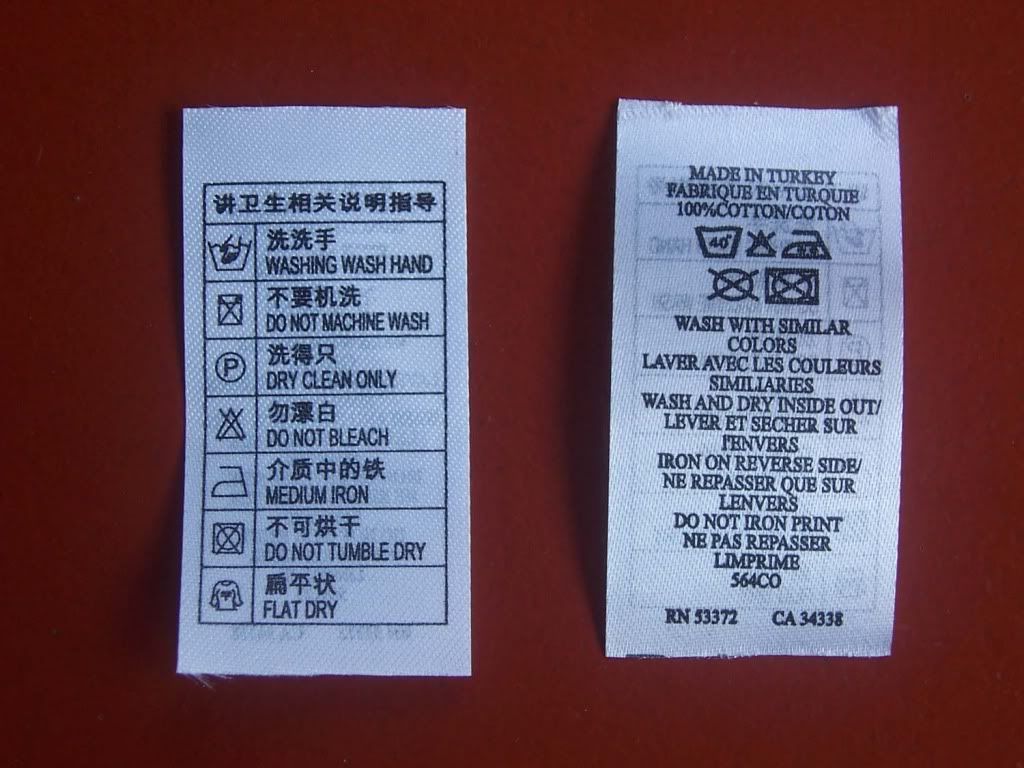 讲卫生相关说明指导
洗洗手
WASHING WASH HAND
不要机洗
DO NOT MACHINE WASH
P
洗得只
DRY CLEAN ONLY
勿漂白
DO NOT BLEACH
介质中的铁
MEDIUM IRON
不可烘干
DO NOT TUMBLE DRY
扁平状
FLAT DRY
MADE IN TURKEY
FABRIQUE EN TURQUIE
100%COTTON/COTON
40°
WASH WITH SIMILAR
COLORS
LAVER AVEC LES COULEURS
SIMILIARIES
WASH AND DRY INSIDE OUT/
LEVER ET SECHER SUR
I'ENVERS
IRON ON REVERSE SIDE/
NE REPASSER QUE SUR
LENVERS
DO NOT IRON PRINT
NE PAS REPASSER
LIMPRIME
564CO
RN 53372 CA 34338